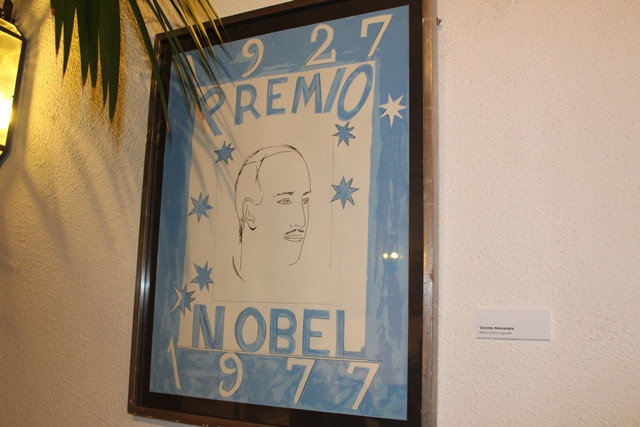 1927
PREMIO
NOBEL
1977
Vicente Aleixandre